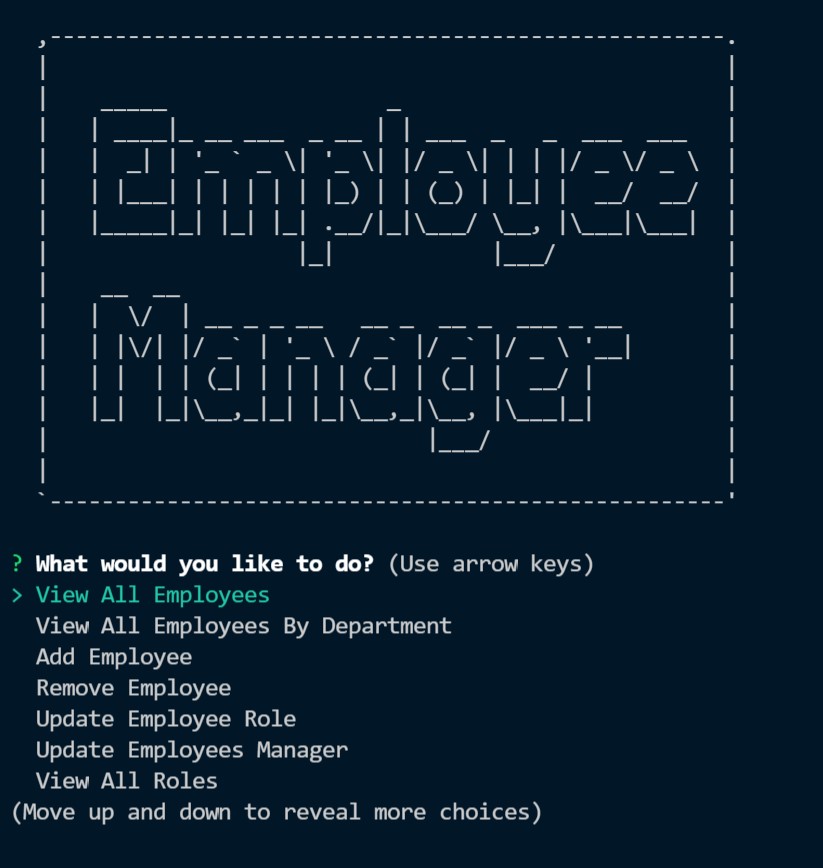 Employee
Manager
? What would you like to do? (Use arrow keys)
> View All Employees
View All Employees By Department
Add Employee
Remove Employee
Update Employee Role
Update Employees Manager
View All Roles
(Move up and down to reveal more choices)